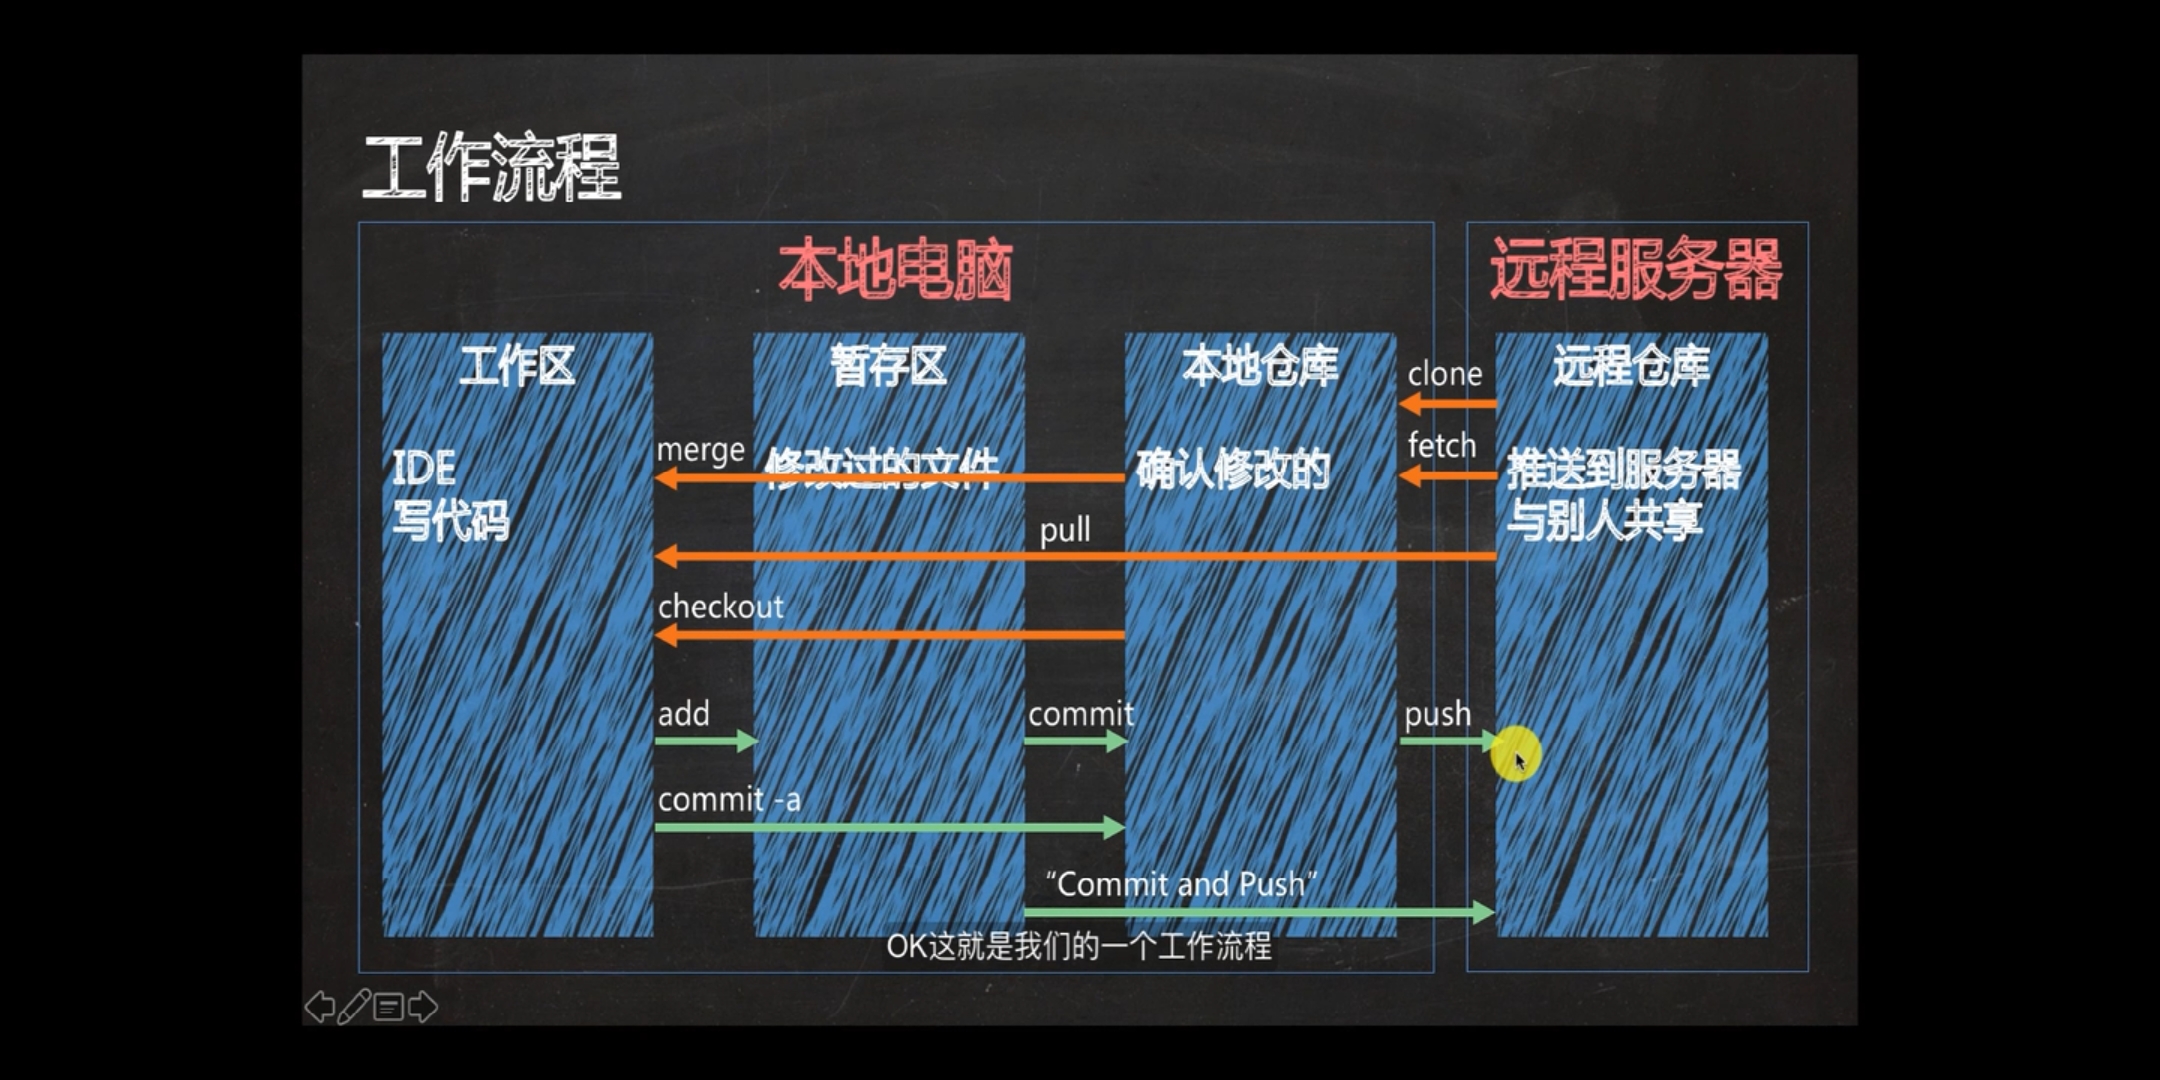 工作流程
本地电脑
远程服务器
工作区
暂存区
本地仓库
远程仓库
clone
merge
fetch
IDE
写代码
修改过的文件
确认修改的
推送到服务器
与别人共享
pull
checkout
add
commit
push
commit -a
“Commit and Push”
OK这就是我们的一个工作流程